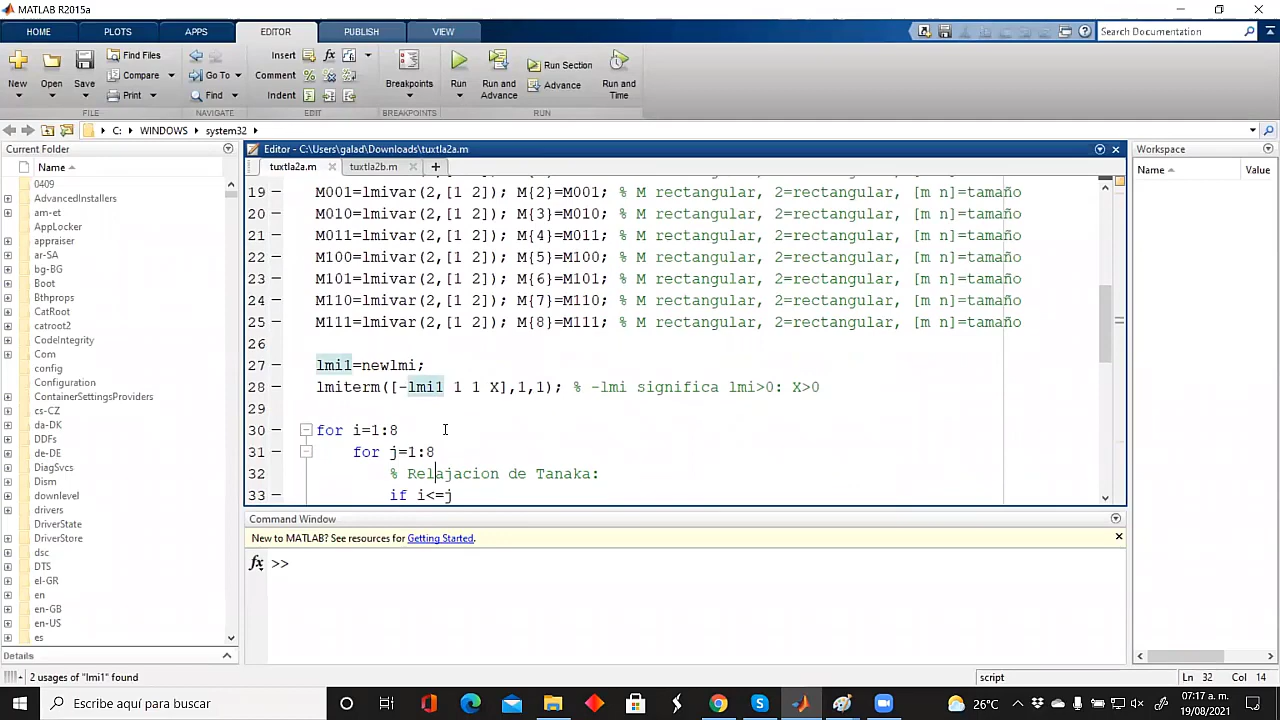 MATLAB R2015a
HOME PLOTS APPS EDITOR PUBLISH VIEW Search Documentation
New Open Save Find Files Compare Print Go To Find Insert Comment Indent fx Breakpoints Run Run and Advance Run Section Advance Run and Time
FILE NAVIGATE EDIT BREAKPOINTS RUN
C: WINDOWS system32
Current Folder Editor - C:\Users\galad\Downloads\tuxtla2a.m Workspace
Name tuxtla2a.m tuxtla2b.m + Name Value
0409
AdvancedInstallers
am-et
AppLocker
appraiser
ar-SA
bg-BG
Boot
Bthprops
CatRoot
catroot2
CodeIntegrity
Com
config
Configuration
ContainerSettingsProviders
cs-CZ
da-DK
DDFs
de-DE
DiagSvcs
Dism
downlevel
drivers
DriverState
DriverStore
dsc
DTS
el-GR
en
en-GB
en-US
es
Details
19 M001=lmivar(2,[1 2]); M{2}=M001; % M rectangular, 2=rectangular, [m n]=tamaño
20 M010=lmivar(2,[1 2]); M{3}=M010; % M rectangular, 2=rectangular, [m n]=tamaño
21 M011=lmivar(2,[1 2]); M{4}=M011; % M rectangular, 2=rectangular, [m n]=tamaño
22 M100=lmivar(2,[1 2]); M{5}=M100; % M rectangular, 2=rectangular, [m n]=tamaño
23 M101=lmivar(2,[1 2]); M{6}=M101; % M rectangular, 2=rectangular, [m n]=tamaño
24 M110=lmivar(2,[1 2]); M{7}=M110; % M rectangular, 2=rectangular, [m n]=tamaño
25 M111=lmivar(2,[1 2]); M{8}=M111; % M rectangular, 2=rectangular, [m n]=tamaño
26
27 lmi1=newlmi;
28 lmiterm([-lmi1 1 1 X],1,1); % -lmi significa lmi>0: X>0
29
30 for i=1:8
31 for j=1:8
32 % Relajacion de Tanaka:
33 if i<=j
Command Window
New to MATLAB? See resources for Getting Started.
fx >>
2 usages of "lmi1" found script Ln 32 Col 14
Escribe aquí para buscar 26°C 07:17 a. m.
19/08/2021